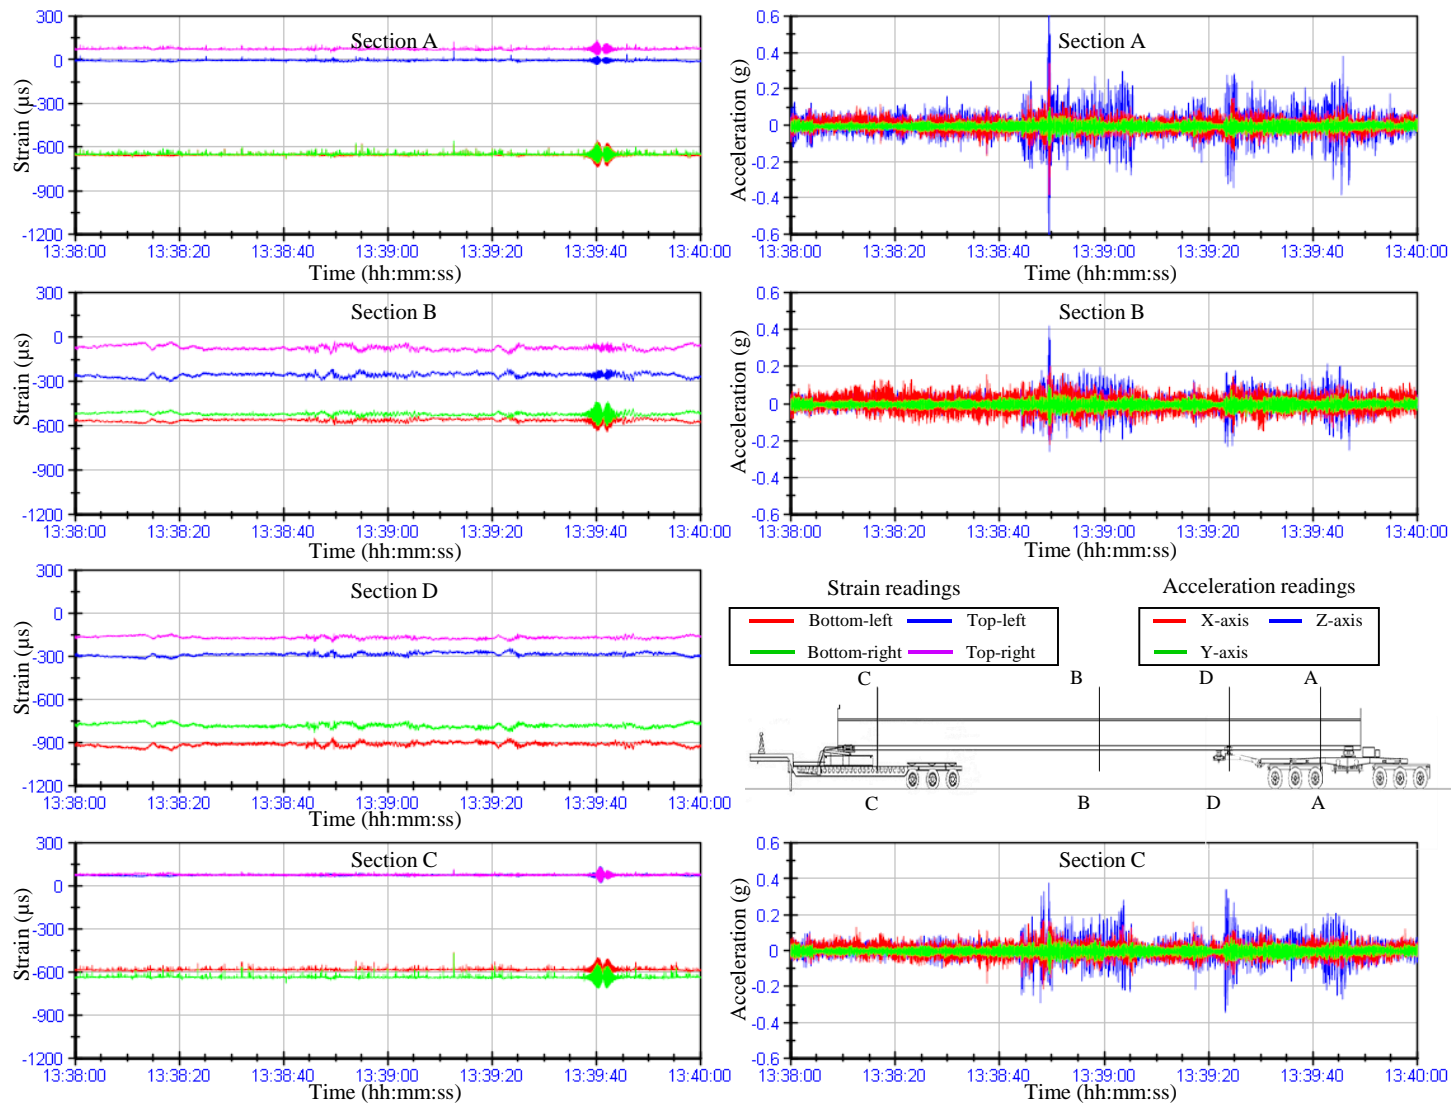 Section A
Strain (µs)
300
0
-300
-600
-900
-1200
13:38:00 13:38:20 13:38:40 13:39:00 13:39:20 13:39:40 13:40:00
Time (hh:mm:ss)
Section A
Acceleration (g)
0.6
0.4
0.2
0
-0.2
-0.4
-0.6
13:38:00 13:38:20 13:38:40 13:39:00 13:39:20 13:39:40 13:40:00
Time (hh:mm:ss)
Section B
Strain (µs)
300
0
-300
-600
-900
-1200
13:38:00 13:38:20 13:38:40 13:39:00 13:39:20 13:39:40 13:40:00
Time (hh:mm:ss)
Section B
Acceleration (g)
0.6
0.4
0.2
0
-0.2
-0.4
-0.6
13:38:00 13:38:20 13:38:40 13:39:00 13:39:20 13:39:40 13:40:00
Time (hh:mm:ss)
Section D
Strain (µs)
300
0
-300
-600
-900
-1200
13:38:00 13:38:20 13:38:40 13:39:00 13:39:20 13:39:40 13:40:00
Time (hh:mm:ss)
Strain readings
Bottom-left Top-left
Bottom-right Top-right
Acceleration readings
X-axis Z-axis
Y-axis
C B D A
C B D A
Section C
Strain (µs)
300
0
-300
-600
-900
-1200
13:38:00 13:38:20 13:38:40 13:39:00 13:39:20 13:39:40 13:40:00
Time (hh:mm:ss)
Section C
Acceleration (g)
0.6
0.4
0.2
0
-0.2
-0.4
-0.6
13:38:00 13:38:20 13:38:40 13:39:00 13:39:20 13:39:40 13:40:00
Time (hh:mm:ss)